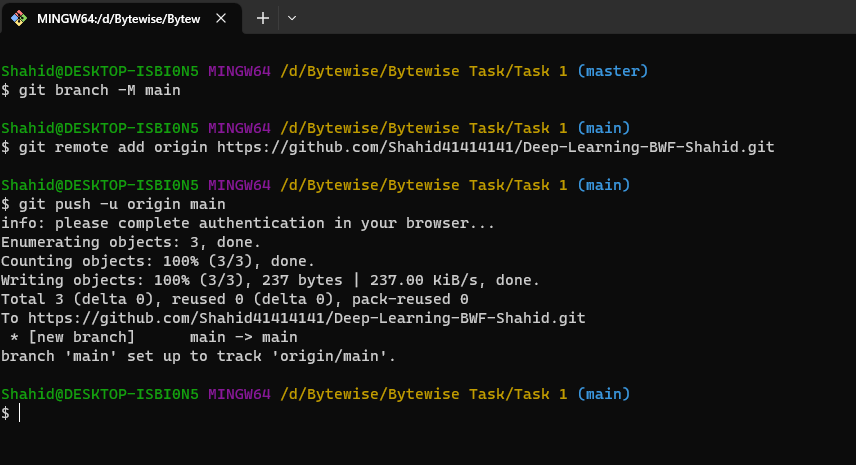 MINGW64:/d/Bytewise/Bytew
Shahid@DESKTOP-ISBI0N5 MINGW64 /d/Bytewise/Bytewise Task/Task 1 (master)
$ git branch -M main
Shahid@DESKTOP-ISBI0N5 MINGW64 /d/Bytewise/Bytewise Task/Task 1 (main)
$ git remote add origin https://github.com/Shahid41414141/Deep-Learning-BWF-Shahid.git
Shahid@DESKTOP-ISBI0N5 MINGW64 /d/Bytewise/Bytewise Task/Task 1 (main)
$ git push -u origin main
info: please complete authentication in your browser...
Enumerating objects: 3, done.
Counting objects: 100% (3/3), done.
Writing objects: 100% (3/3), 237 bytes | 237.00 KiB/s, done.
Total 3 (delta 0), reused 0 (delta 0), pack-reused 0
To https://github.com/Shahid41414141/Deep-Learning-BWF-Shahid.git
 * [new branch]      main -> main
branch 'main' set up to track 'origin/main'.
Shahid@DESKTOP-ISBI0N5 MINGW64 /d/Bytewise/Bytewise Task/Task 1 (main)
$